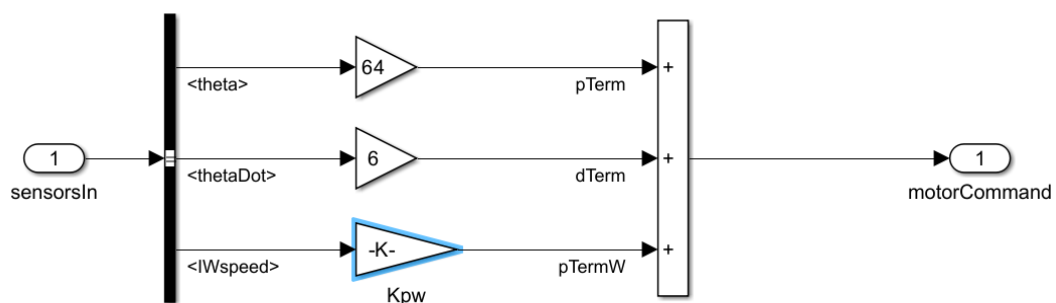 64
<theta>
pTerm
+
1
sensorsIn
6
<thetaDot>
dTerm
+
1
motorCommand
-K-
<IWspeed>
pTermW
+
Kpw